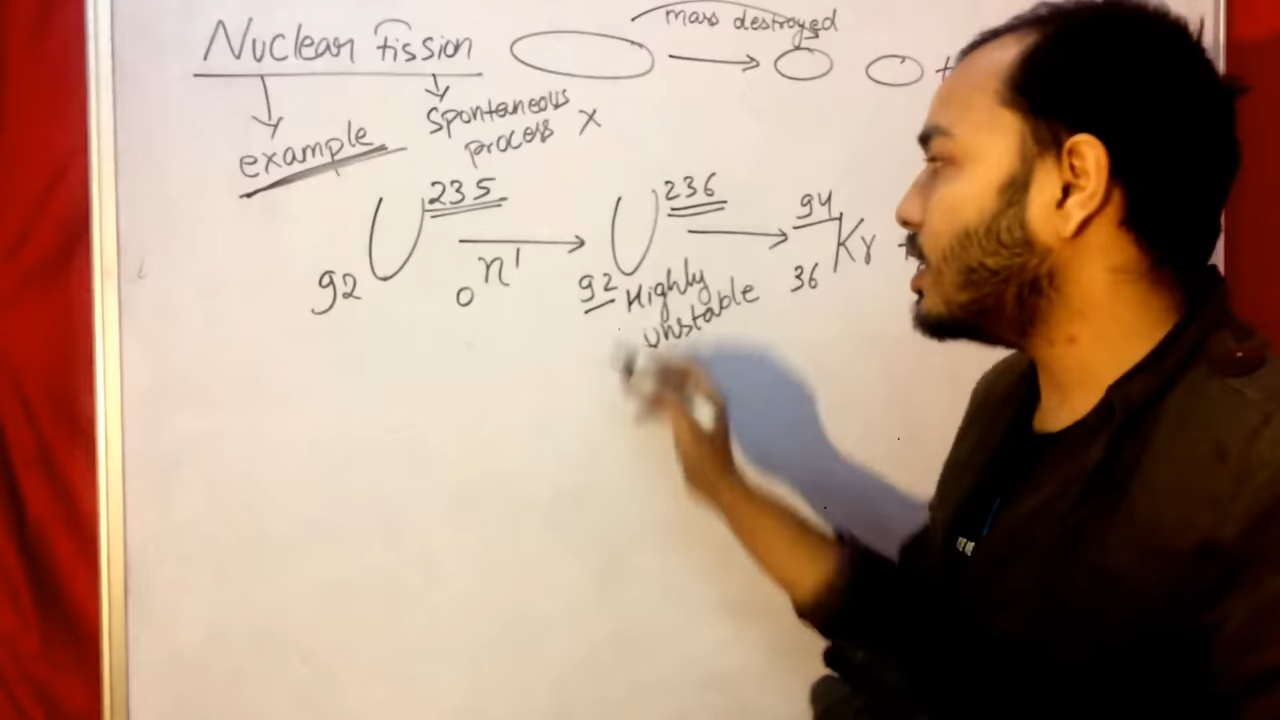 Nuclear Fission
mass destroyed
+
example
Spontaneous
process ×
92 U 235
0 n 1
92 U 236
Highly
unstable
94
36 Kr +